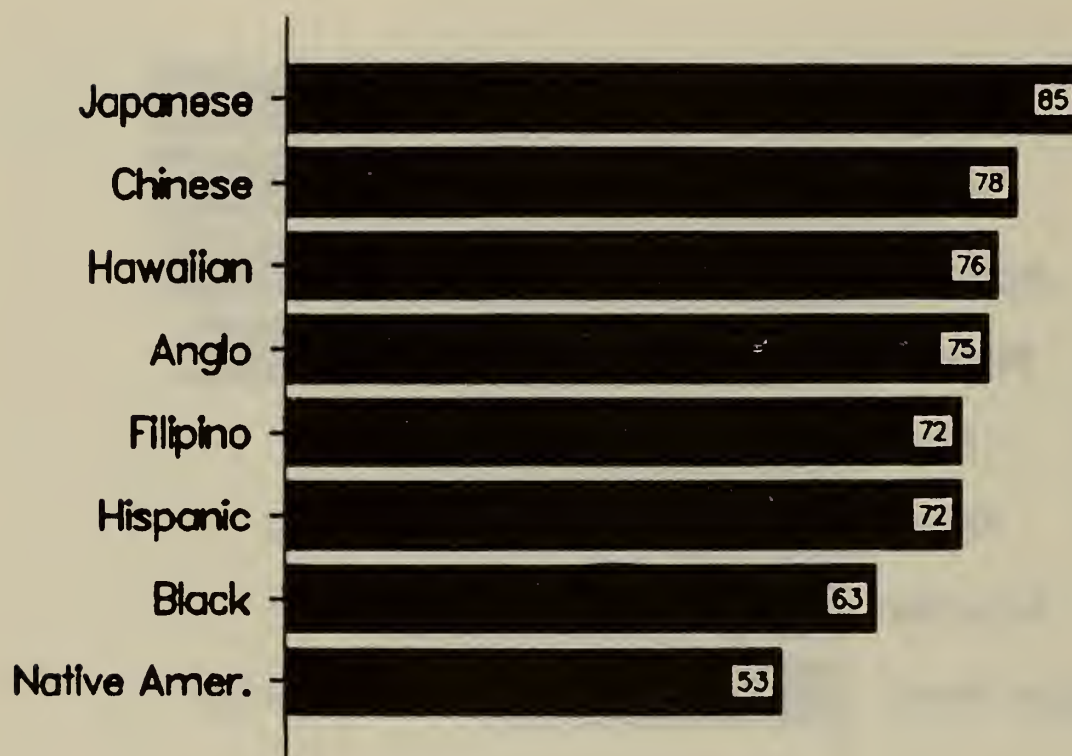 Japanese 85
Chinese 78
Hawaiian 76
Anglo 75
Filipino 72
Hispanic 72
Black 63
Native Amer. 53